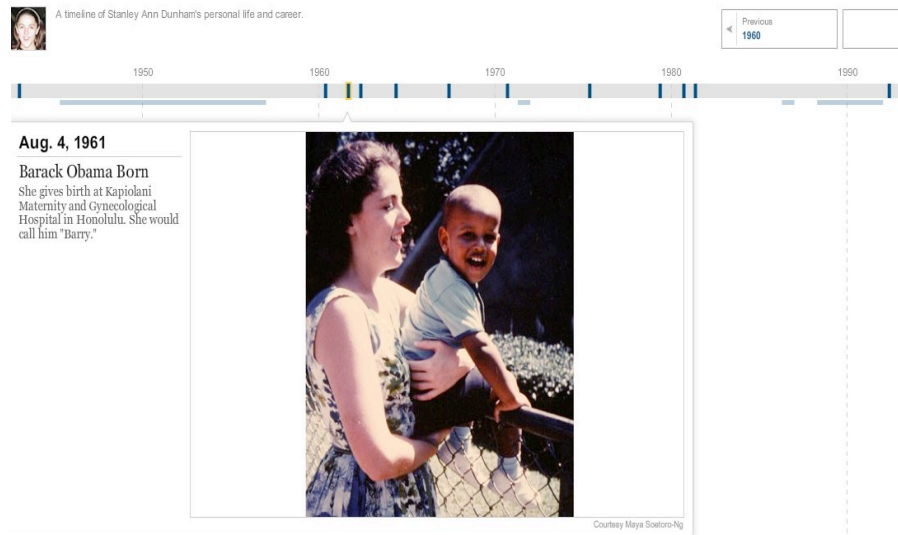 A timeline of Stanley Ann Dunham's personal life and career.
Previous
1960
1950
1960
1970
1980
1990
Aug. 4, 1961
Barack Obama Born
She gives birth at Kapiolani
Maternity and Gynecological
Hospital in Honolulu. She would
call him "Barry."
Courtesy Maya Soetoro-Ng